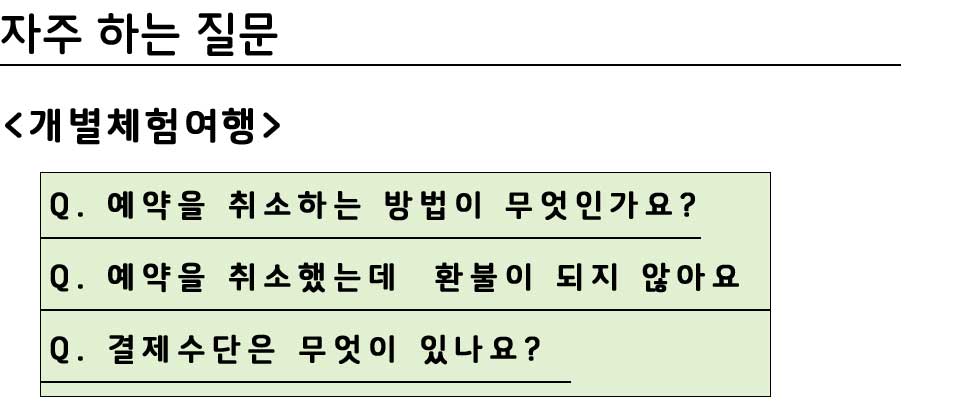 자주 하는 질문
<개별체험여행>
Q. 예약을 취소하는 방법이 무엇인가요?
Q. 예약을 취소했는데 환불이 되지 않아요
Q. 결제수단은 무엇이 있나요?